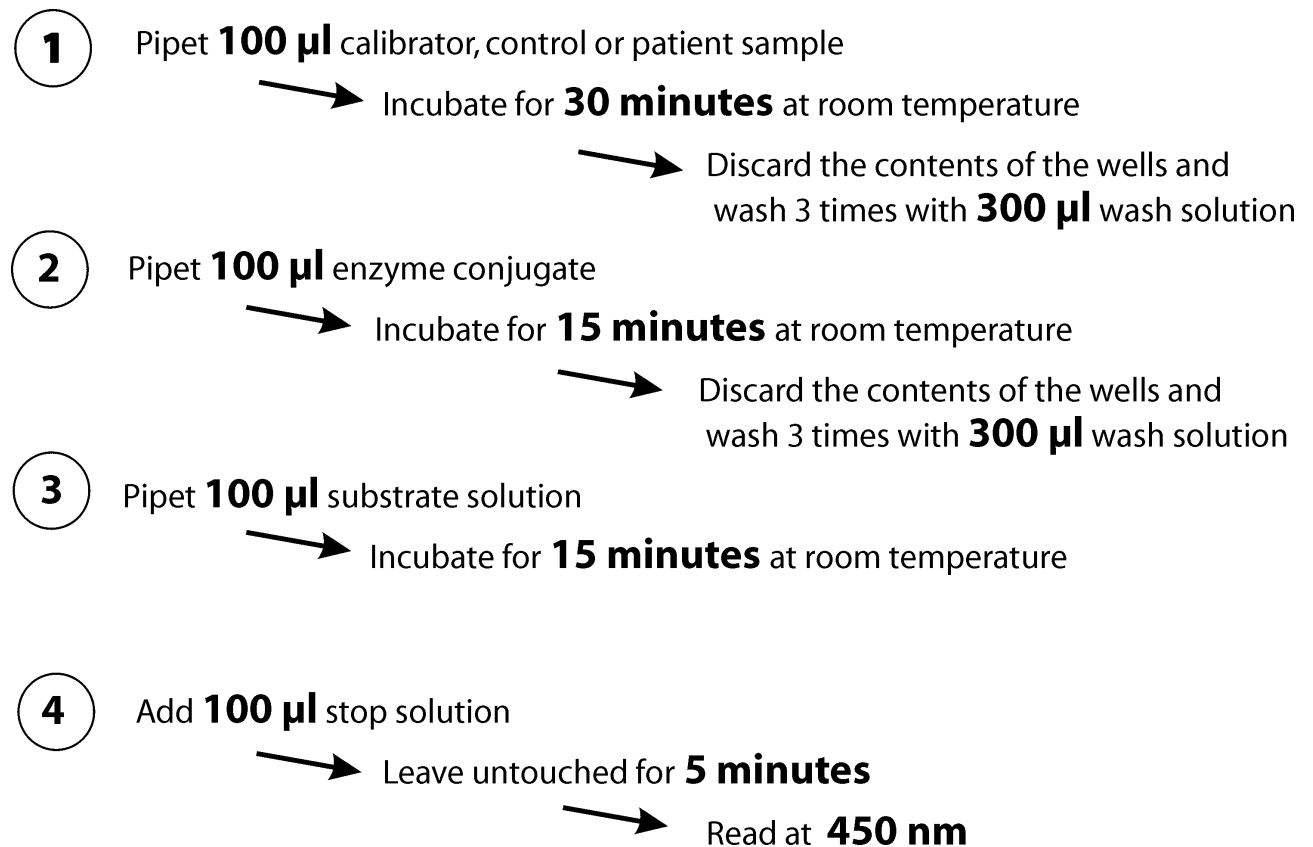 1 Pipet 100 µl calibrator, control or patient sample
Incubate for 30 minutes at room temperature
Discard the contents of the wells and
wash 3 times with 300 µl wash solution
2 Pipet 100 µl enzyme conjugate
Incubate for 15 minutes at room temperature
Discard the contents of the wells and
wash 3 times with 300 µl wash solution
3 Pipet 100 µl substrate solution
Incubate for 15 minutes at room temperature
4 Add 100 µl stop solution
Leave untouched for 5 minutes
Read at 450 nm